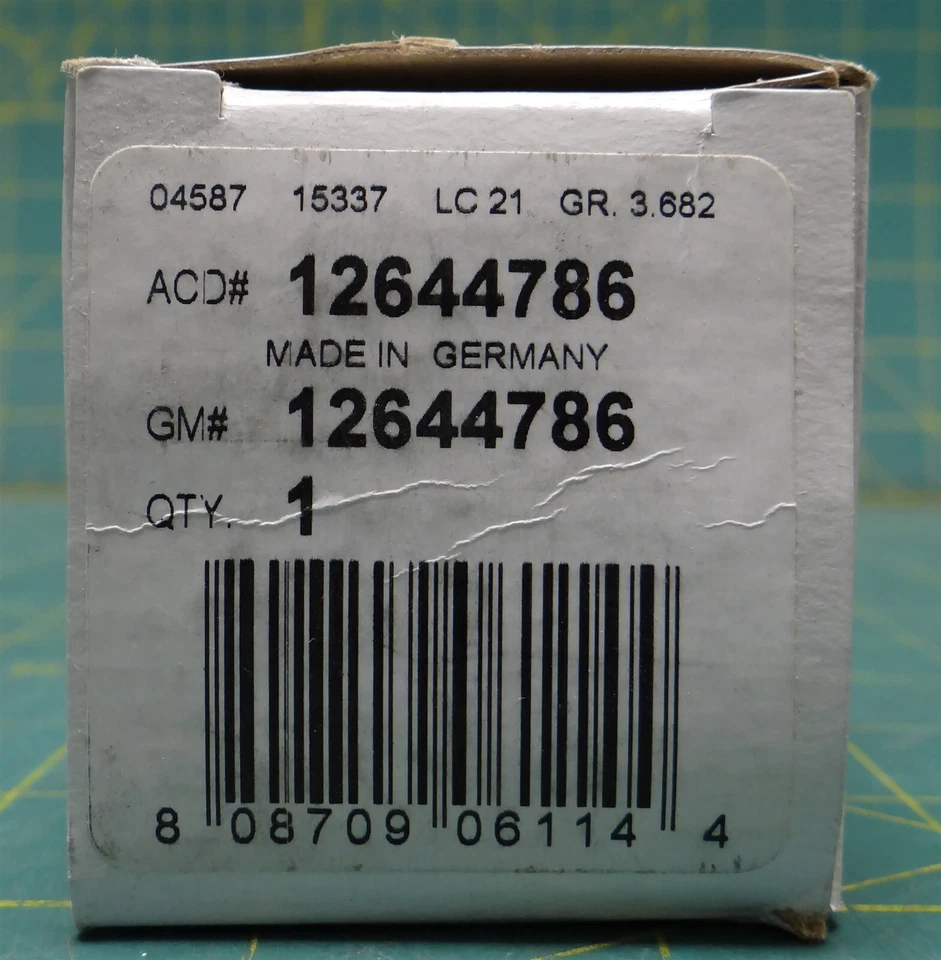 04587 15337 LC 21 GR. 3.682
ACD# 12644786
MADE IN GERMANY
GM# 12644786
QTY. 1
8 08709 06114 4